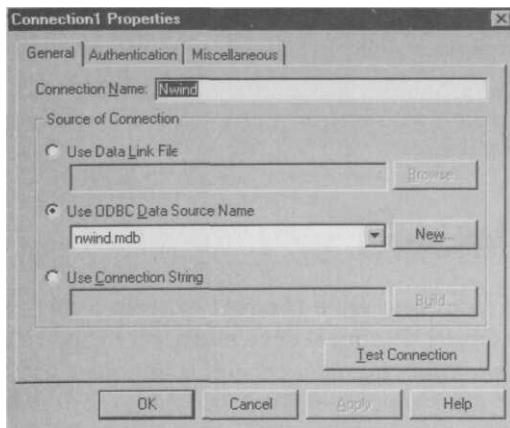 Connection1 Properties
General Authentication Miscellaneous
Connection Name: Nwind
Source of Connection
Use Data Link File
Browse...
Use ODBC Data Source Name
nwind.mdb New...
Use Connection String
Build...
Test Connection
OK Cancel Apply Help